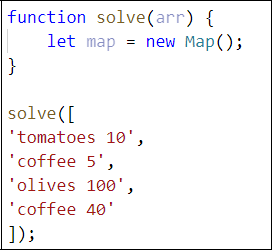 function solve(arr) {
    let map = new Map();
}

solve([
'tomatoes 10',
'coffee 5',
'olives 100',
'coffee 40'
]);